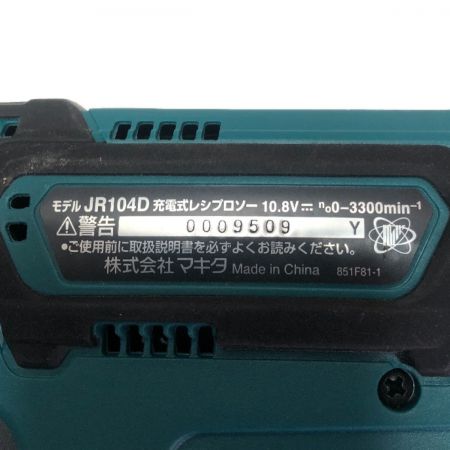 モデル JR104D 充電式レシプロソー 10.8V⎓ n₀0-3300min⁻¹
⚠警告 0009509 Y
●ご使用前に取扱説明書を必ずよくお読みください。
株式会社 マキタ Made in China 851F81-1